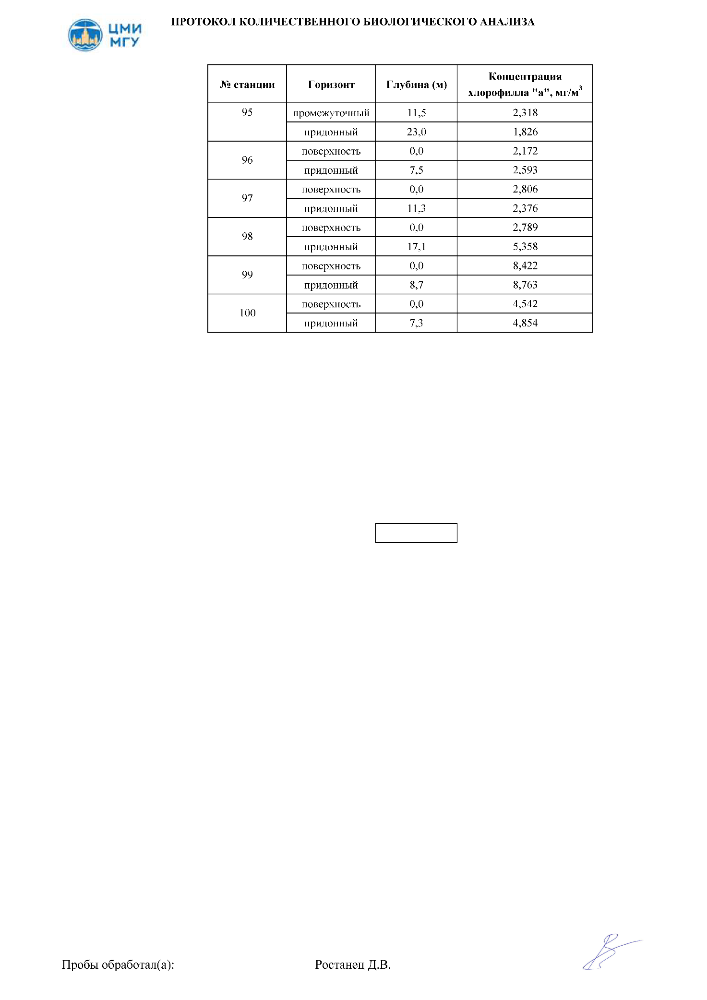 ЦМИ
МГУ
ПРОТОКОЛ КОЛИЧЕСТВЕННОГО БИОЛОГИЧЕСКОГО АНАЛИЗА
№ станции Горизонт Глубина (м) Концентрация хлорофилла "а", мг/м³
95 промежуточный 11,5 2,318
придонный 23,0 1,826
96 поверхность 0,0 2,172
придонный 7,5 2,593
97 поверхность 0,0 2,806
придонный 11,3 2,376
98 поверхность 0,0 2,789
придонный 17,1 5,358
99 поверхность 0,0 8,422
придонный 8,7 8,763
100 поверхность 0,0 4,542
придонный 7,3 4,854
Пробы обработал(а): Ростанец Д.В.